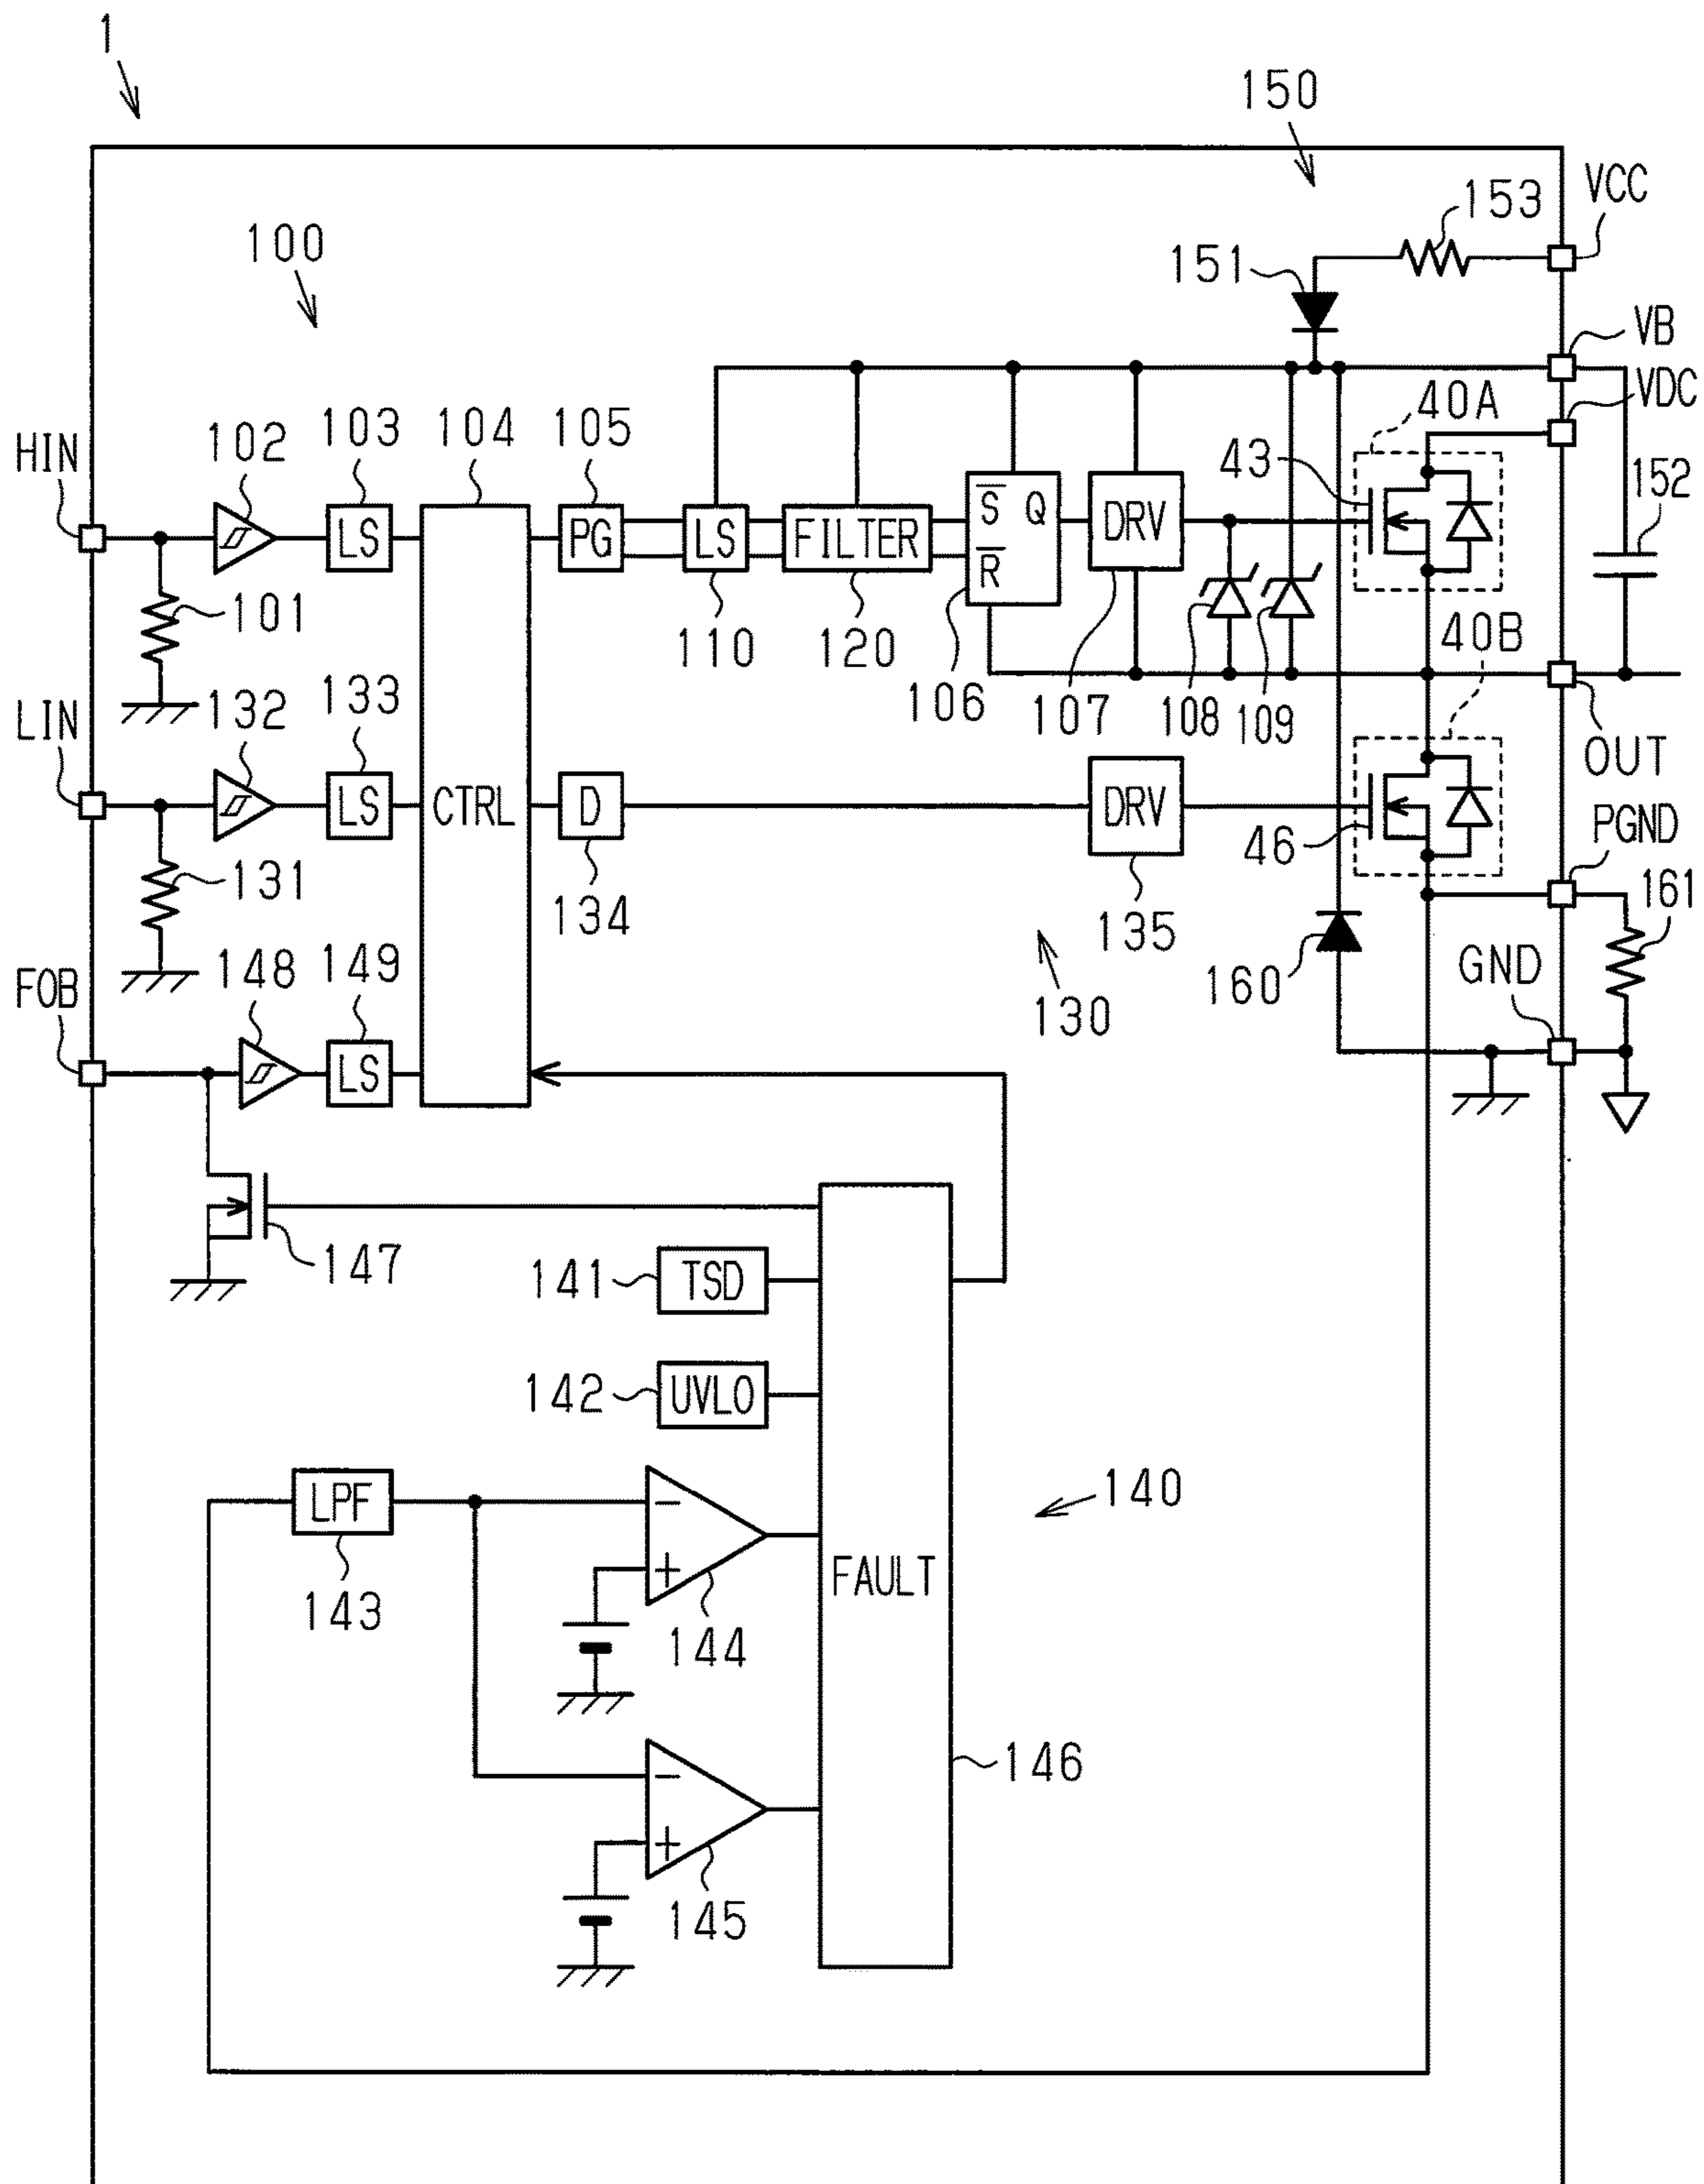 1
150
VCC
153
100
151
VB
VDC
40A
HIN
102
103
104
105
43
152
LS
PG
LS
FILTER
S Q
R
DRV
101
110
120
40B
106
107
108
109
LIN
132
133
OUT
LS
CTRL
D
DRV
PGND
46
131
134
135
161
FOB
148
149
160
GND
130
LS
147
141
TSD
142
UVLO
140
LPF
−
+
143
144
FAULT
146
−
+
145